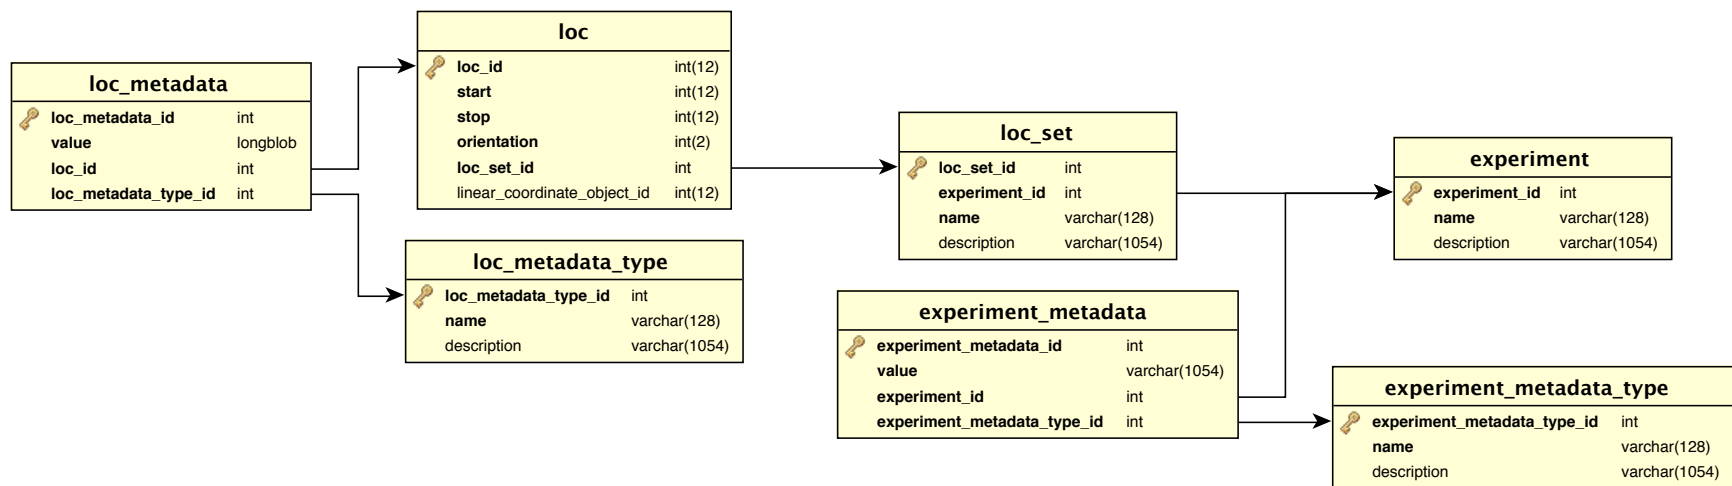 loc_metadata
loc_metadata_id int
value longblob
loc_id int
loc_metadata_type_id int
loc
loc_id int(12)
start int(12)
stop int(12)
orientation int(2)
loc_set_id int
linear_coordinate_object_id int(12)
loc_metadata_type
loc_metadata_type_id int
name varchar(128)
description varchar(1054)
loc_set
loc_set_id int
experiment_id int
name varchar(128)
description varchar(1054)
experiment_metadata
experiment_metadata_id int
value varchar(1054)
experiment_id int
experiment_metadata_type_id int
experiment
experiment_id int
name varchar(128)
description varchar(1054)
experiment_metadata_type
experiment_metadata_type_id int
name varchar(128)
description varchar(1054)